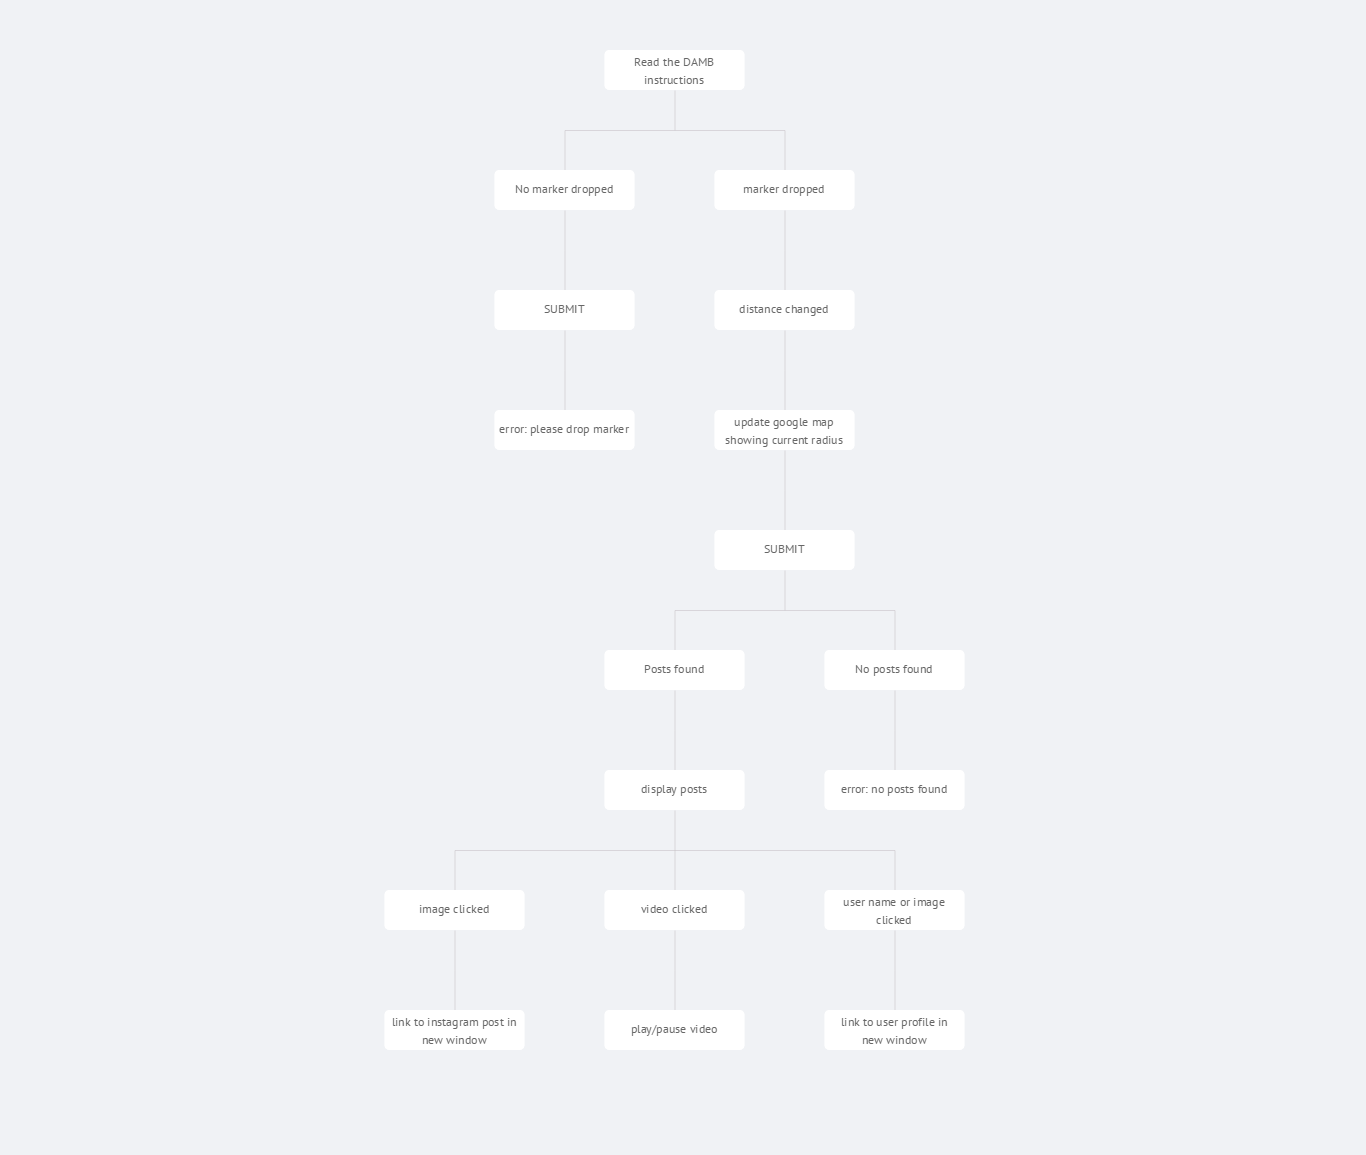 Read the DAMB
instructions
No marker dropped
marker dropped
SUBMIT
distance changed
error: please drop marker
update google map
showing current radius
SUBMIT
Posts found
No posts found
display posts
error: no posts found
image clicked
video clicked
user name or image
clicked
link to instagram post in
new window
play/pause video
link to user profile in
new window